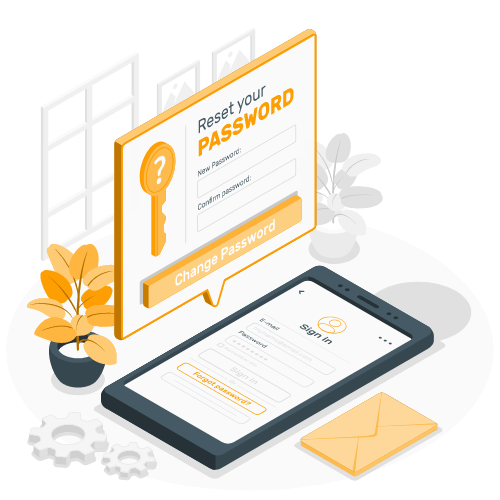 Reset your
PASSWORD
?
New Password:
Confirm password:
Change Password
Sign In
E-mail
Password
********
Sign In
Forgot password?